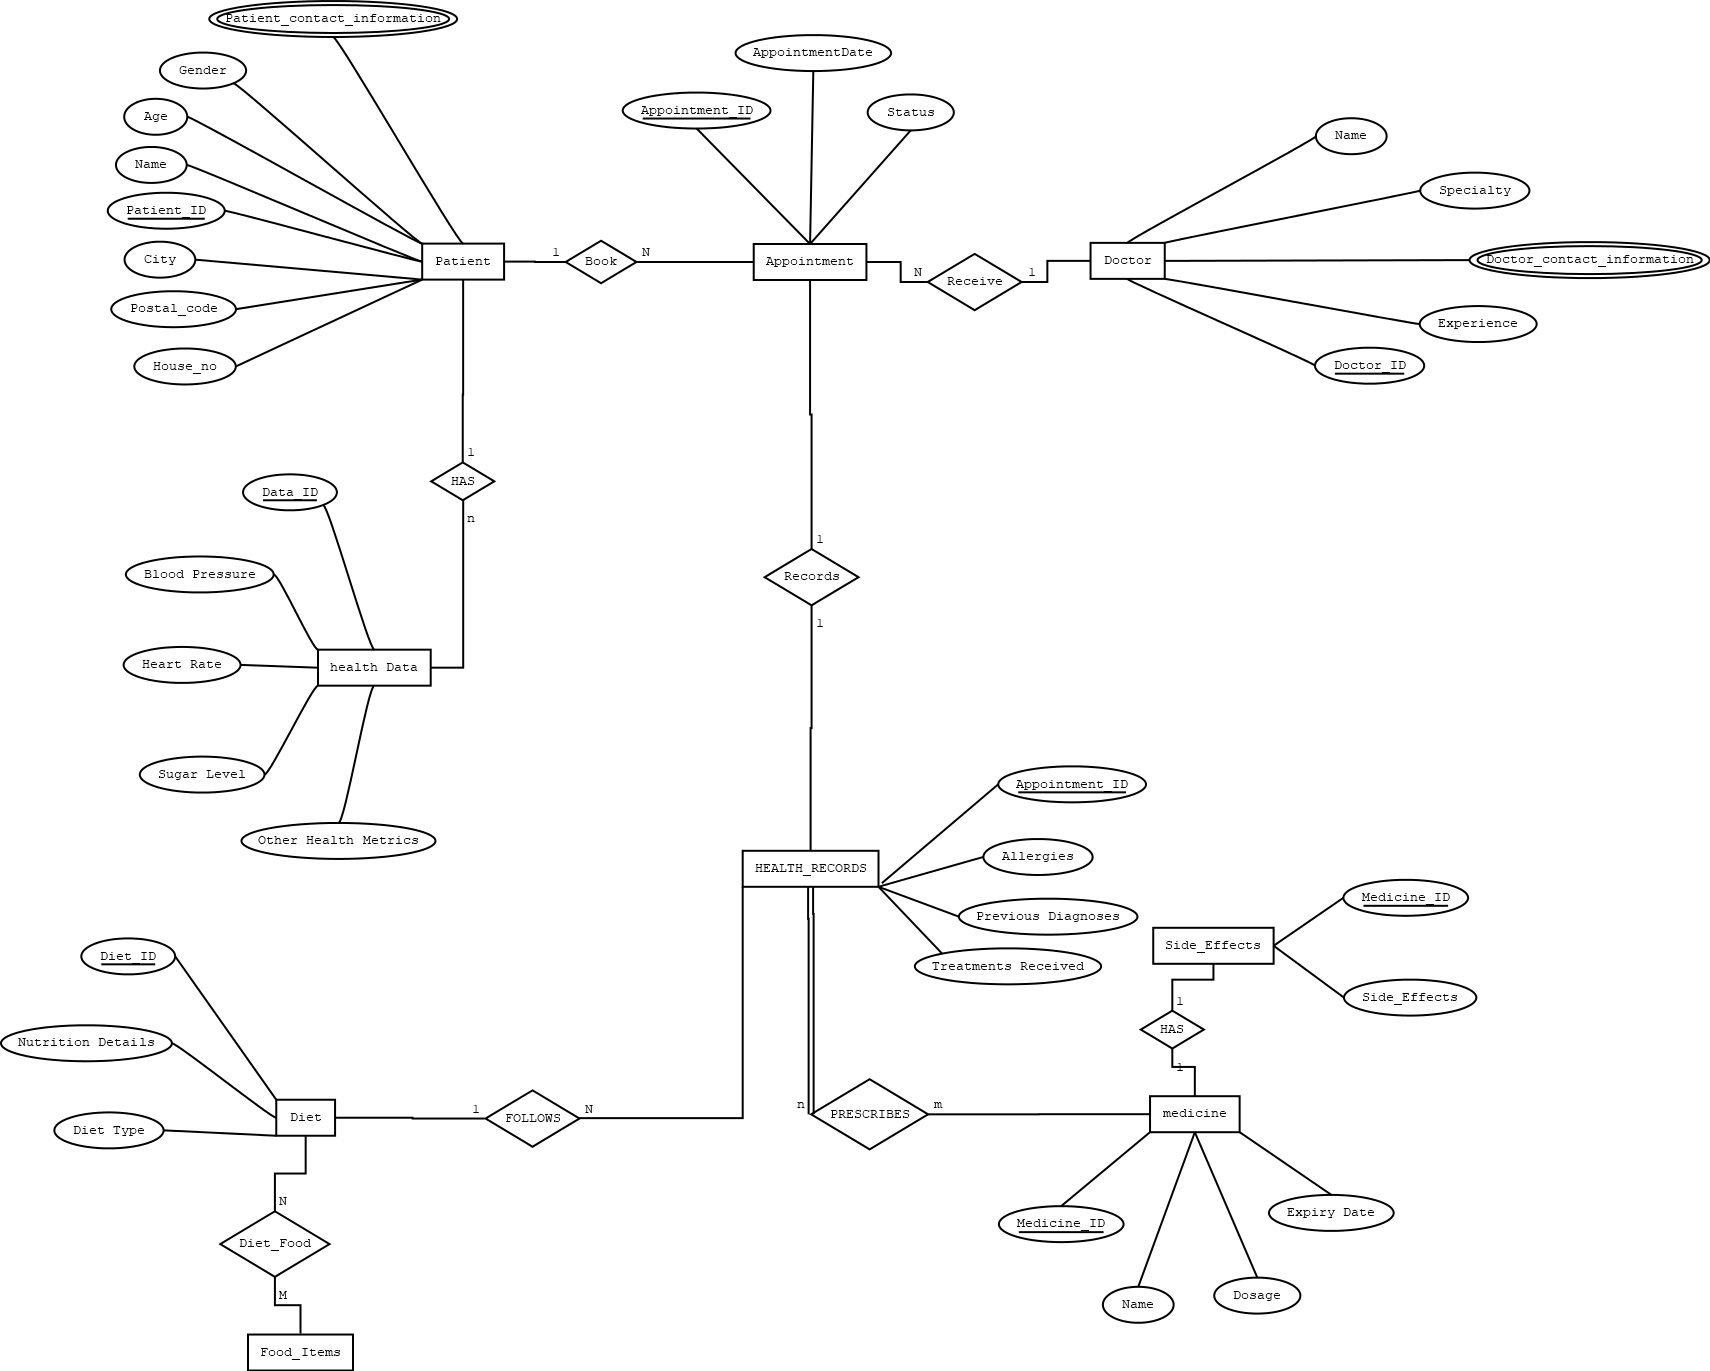 Patient_contact_information
Gender
Age
Name
Patient_ID
City
Postal_code
House_no
Patient
1
Book
N
AppointmentDate
Appointment_ID
Status
Appointment
N
Receive
1
Doctor
Name
Specialty
Doctor_contact_information
Experience
Doctor_ID
1
HAS
n
Data_ID
Blood Pressure
Heart Rate
health Data
Sugar Level
Other Health Metrics
1
Records
1
HEALTH_RECORDS
Appointment_ID
Allergies
Previous Diagnoses
Treatments Received
Medicine_ID
Side_Effects
Side_Effects
1
HAS
1
Diet_ID
Nutrition Details
Diet Type
Diet
1
FOLLOWS
N
n
PRESCRIBES
m
medicine
Medicine_ID
Name
Dosage
Expiry Date
N
Diet_Food
M
Food_Items